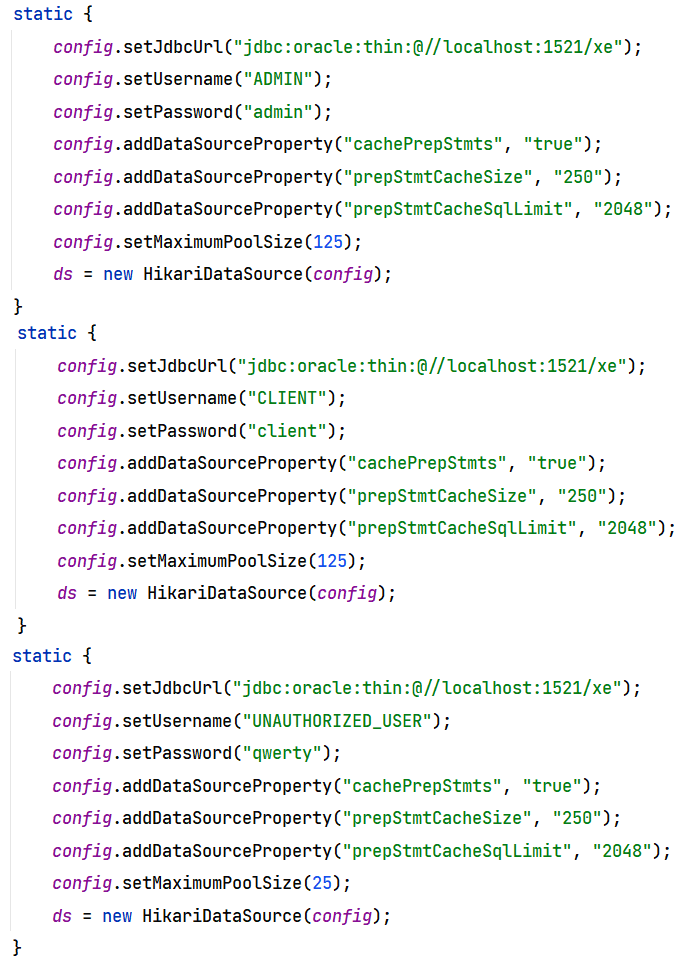 static {
    config.setJdbcUrl("jdbc:oracle:thin:@//localhost:1521/xe");
    config.setUsername("ADMIN");
    config.setPassword("admin");
    config.addDataSourceProperty("cachePrepStmts", "true");
    config.addDataSourceProperty("prepStmtCacheSize", "250");
    config.addDataSourceProperty("prepStmtCacheSqlLimit", "2048");
    config.setMaximumPoolSize(125);
    ds = new HikariDataSource(config);
}
static {
    config.setJdbcUrl("jdbc:oracle:thin:@//localhost:1521/xe");
    config.setUsername("CLIENT");
    config.setPassword("client");
    config.addDataSourceProperty("cachePrepStmts", "true");
    config.addDataSourceProperty("prepStmtCacheSize", "250");
    config.addDataSourceProperty("prepStmtCacheSqlLimit", "2048");
    config.setMaximumPoolSize(125);
    ds = new HikariDataSource(config);
}
static {
    config.setJdbcUrl("jdbc:oracle:thin:@//localhost:1521/xe");
    config.setUsername("UNAUTHORIZED_USER");
    config.setPassword("qwerty");
    config.addDataSourceProperty("cachePrepStmts", "true");
    config.addDataSourceProperty("prepStmtCacheSize", "250");
    config.addDataSourceProperty("prepStmtCacheSqlLimit", "2048");
    config.setMaximumPoolSize(25);
    ds = new HikariDataSource(config);
}